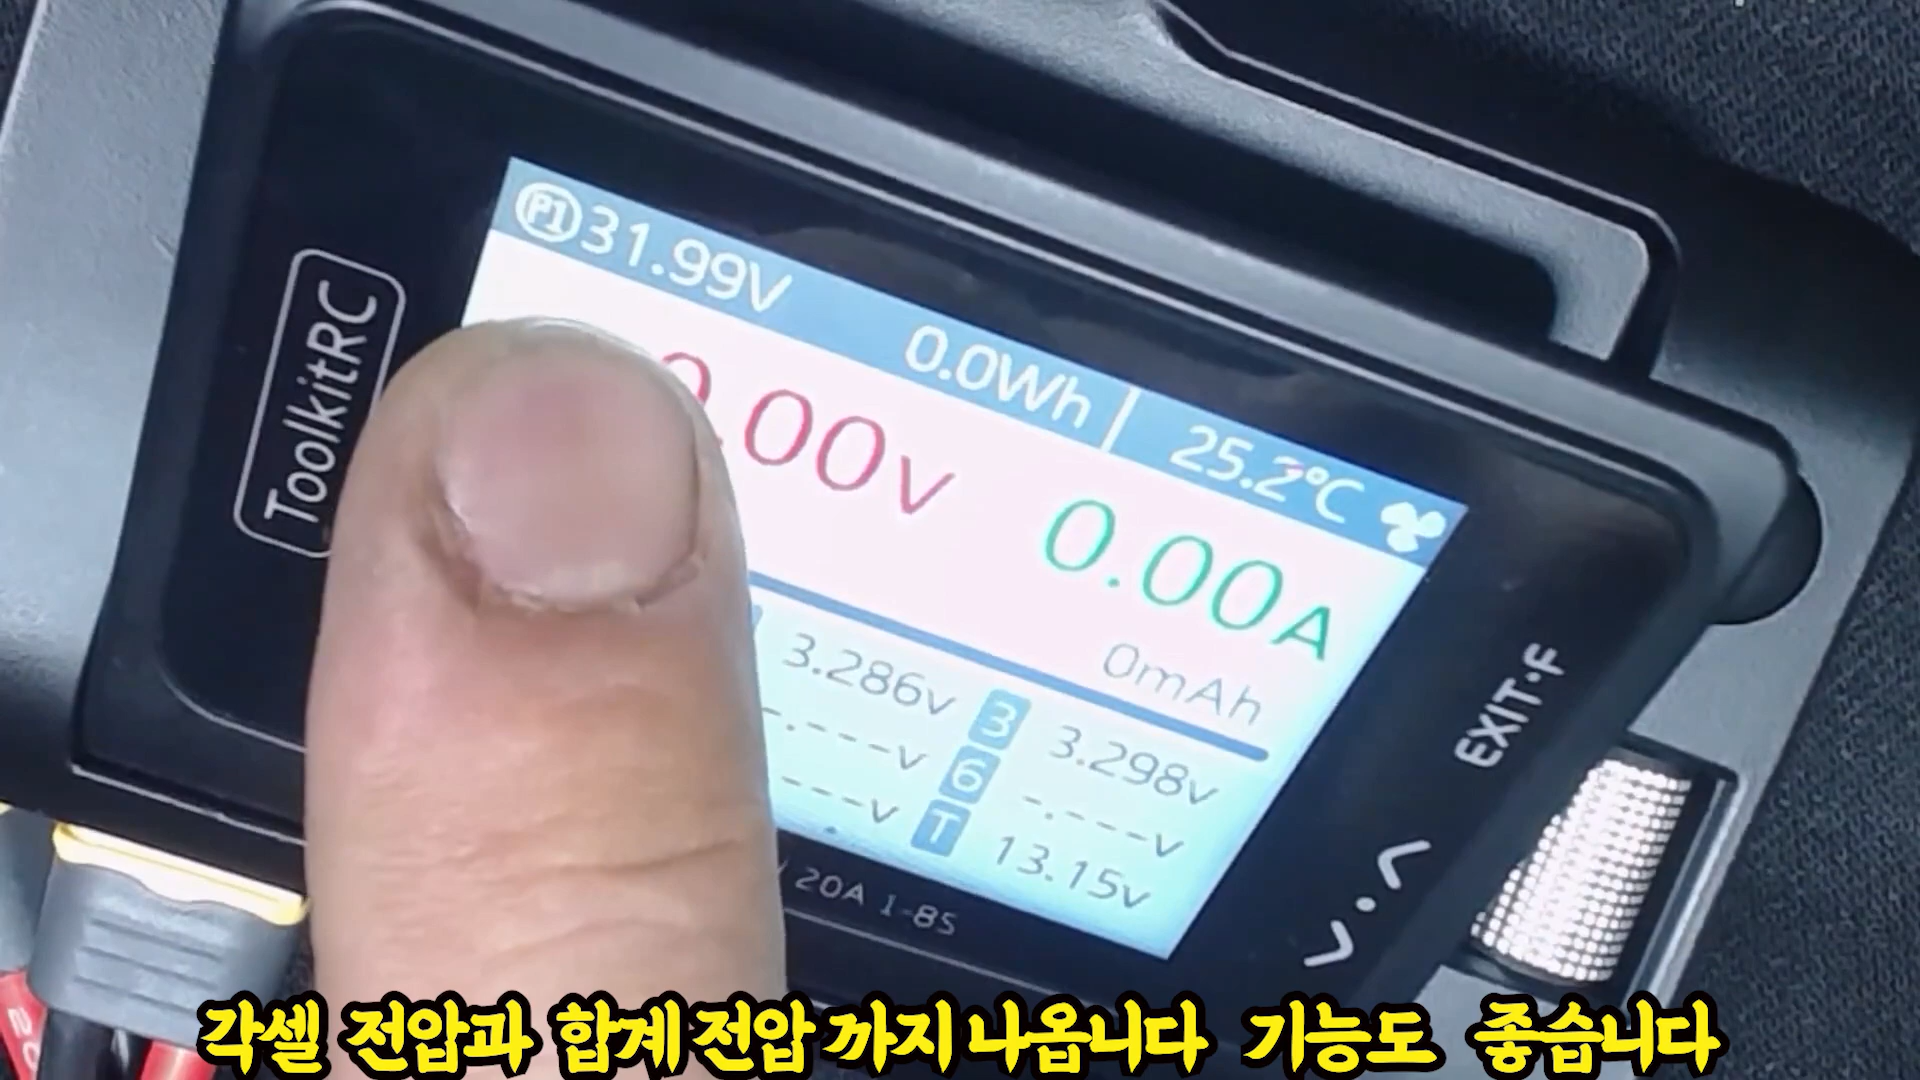 ToolkitRC
P1 31.99V 0.0Wh 25.2°C
0.00V 0.00A
0mAh
3.286V 3 3.298V
-.---V 6 -.---V
---V T 13.15V
20A 1-8S
EXIT·F
각셀 전압과 합계전압 까지 나옵니다 기능도 좋습니다